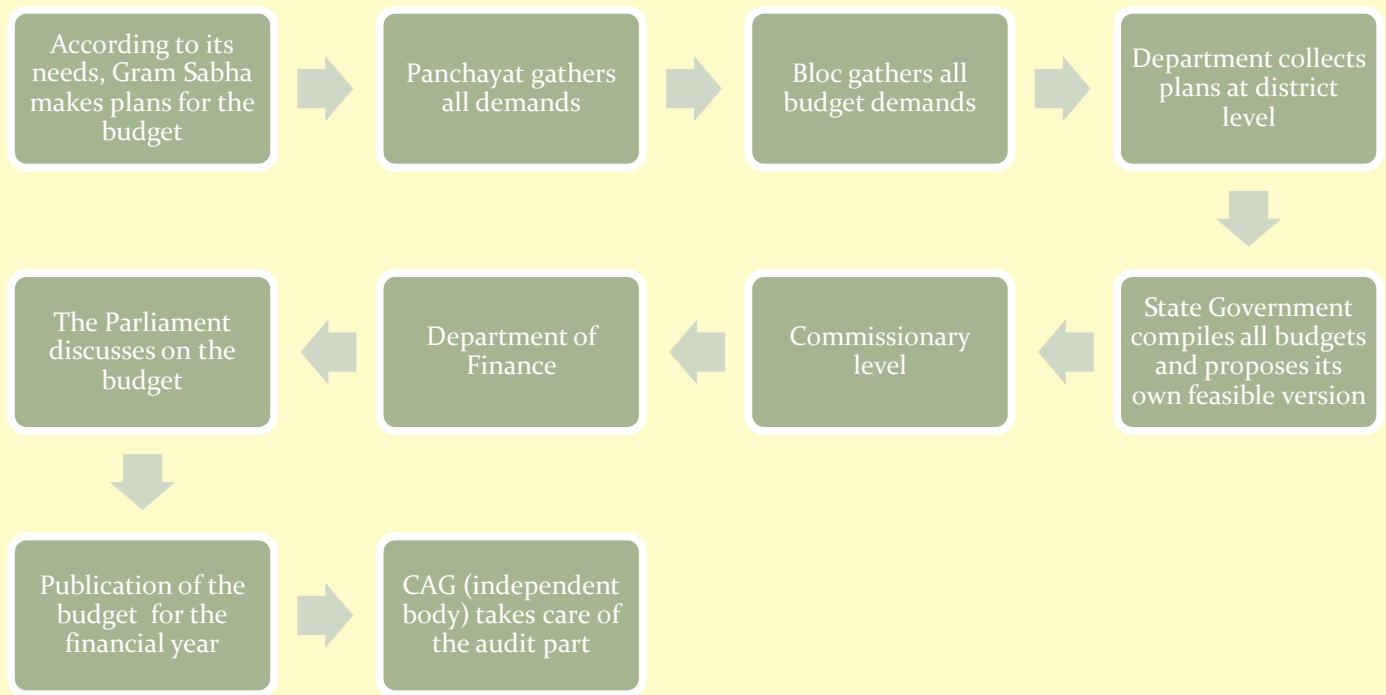 According to its
needs, Gram Sabha
makes plans for the
budget
Panchayat gathers
all demands
Bloc gathers all
budget demands
Department collects
plans at district
level
State Government
compiles all budgets
and proposes its
own feasible version
Commissionary
level
Department of
Finance
The Parliament
discusses on the
budget
Publication of the
budget for the
financial year
CAG (independent
body) takes care of
the audit part